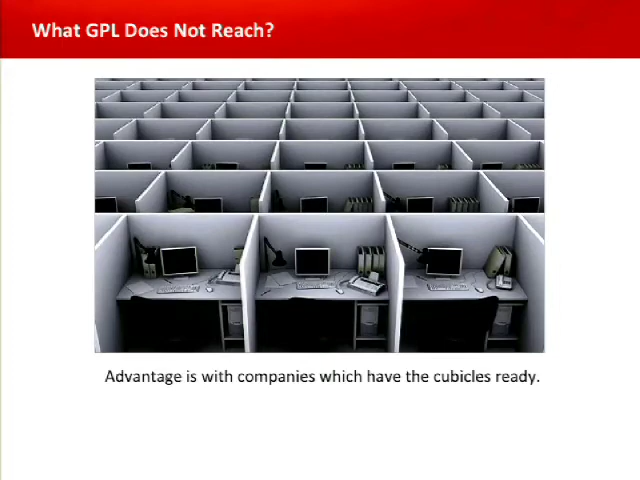 What GPL Does Not Reach?
Advantage is with companies which have the cubicles ready.